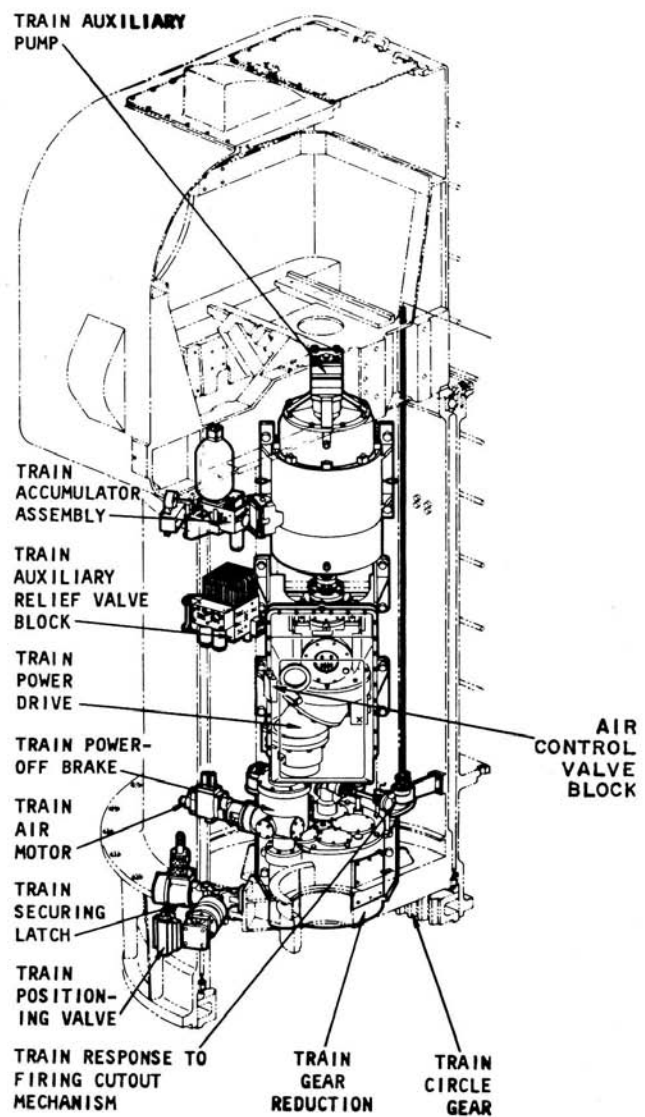 TRAIN AUXILIARY
PUMP
TRAIN
ACCUMULATOR
ASSEMBLY
TRAIN
AUXILIARY
RELIEF VALVE
BLOCK
TRAIN
POWER
DRIVE
TRAIN POWER-
OFF BRAKE
TRAIN
AIR
MOTOR
TRAIN
SECURING
LATCH
TRAIN
POSITION-
ING VALVE
TRAIN RESPONSE TO
FIRING CUTOUT
MECHANISM
TRAIN
GEAR
REDUCTION
TRAIN
CIRCLE
GEAR
AIR
CONTROL
VALVE
BLOCK